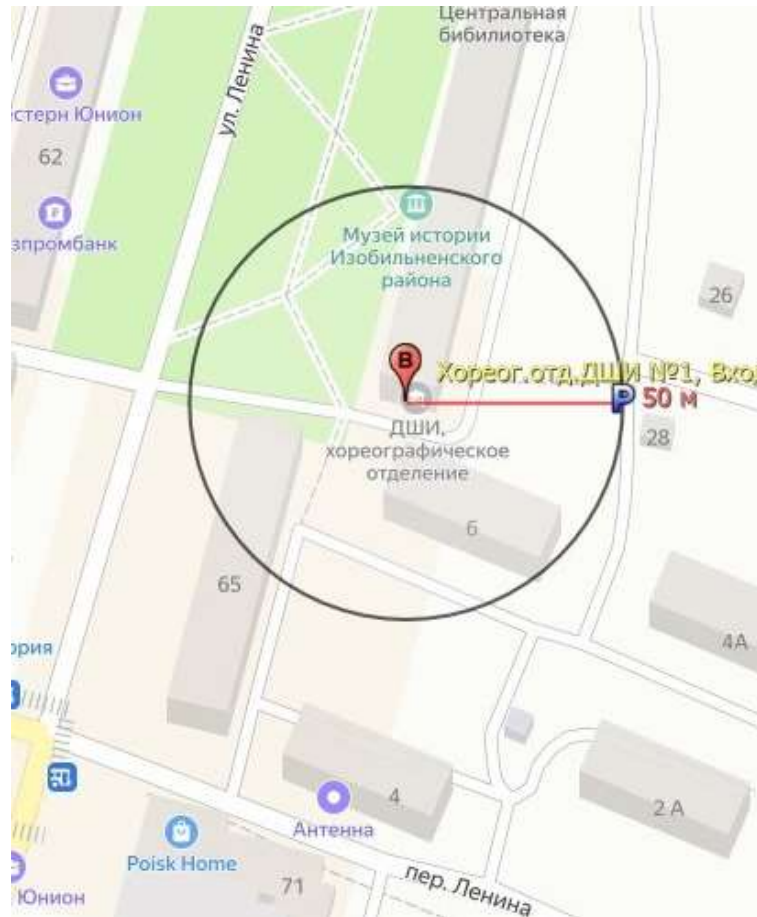 Центральная
бибилиотека
ул. Ленина
стерн Юнион
62
зпромбанк
Музей истории
Изобильненского
района
26
B
Хореог.отд.ДШИ №1, Вход
P 50 м
28
ДШИ,
хореографическое
отделение
6
65
4А
ория
4
2 А
Антенна
Poisk Home
71
пер. Ленина
Юнион